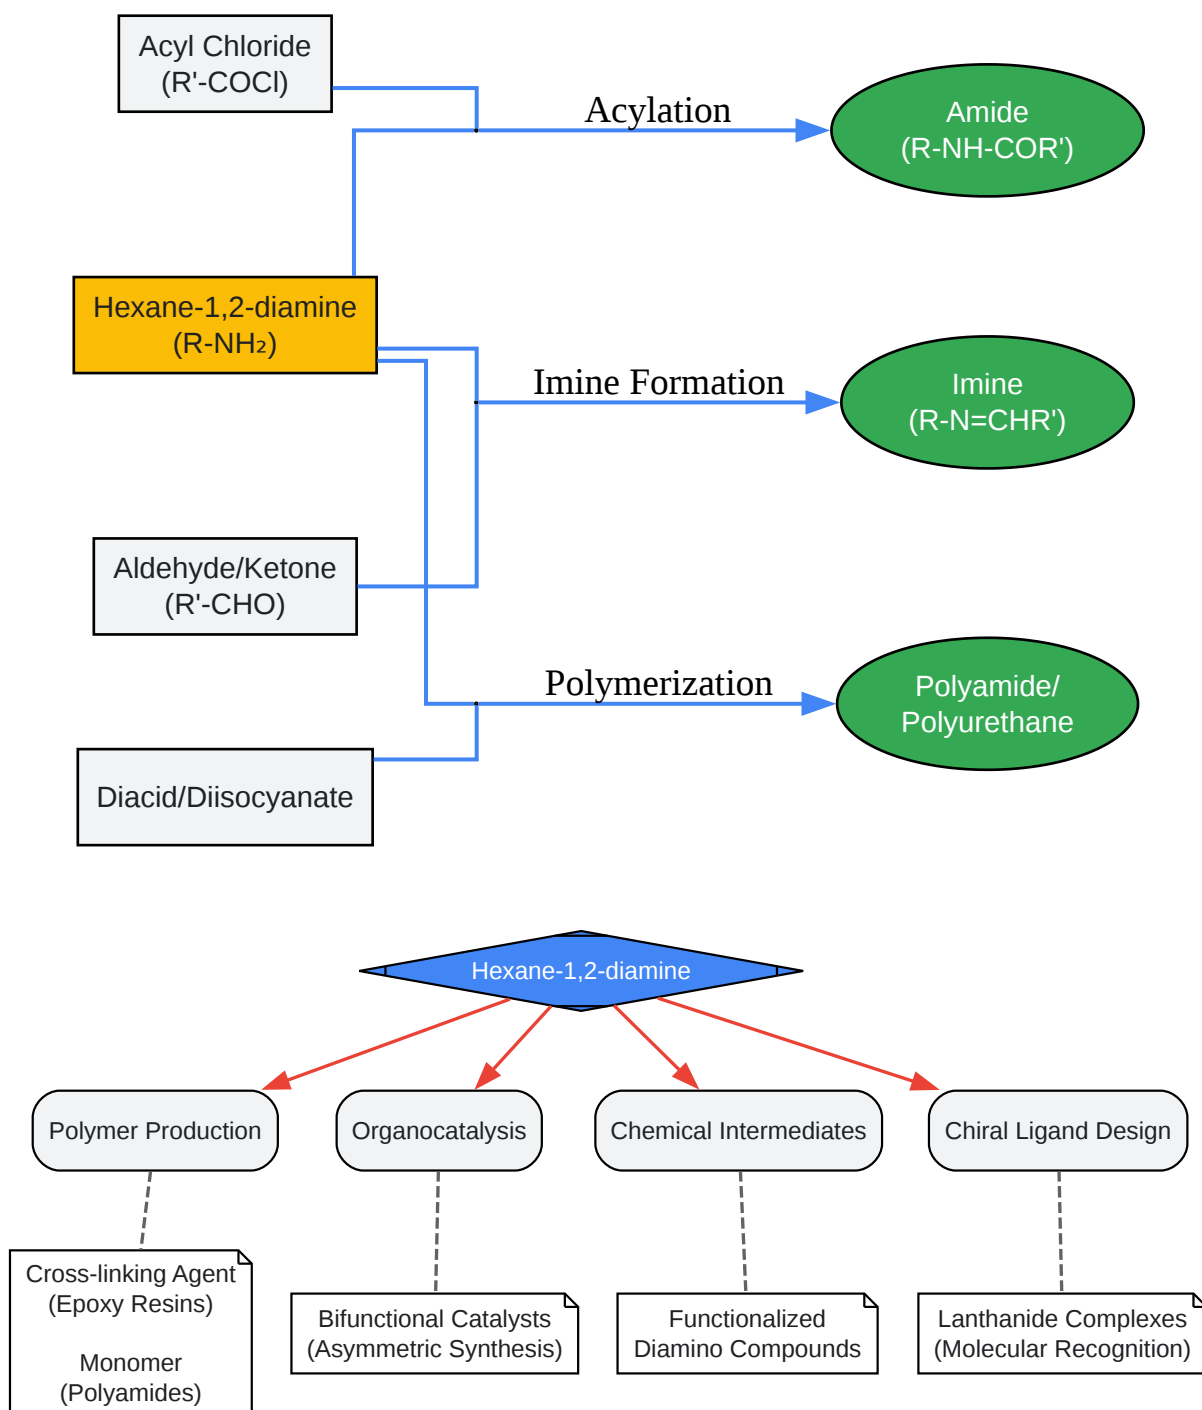 Acyl Chloride
(R'-COCl)
Acylation
Amide
(R-NH-COR')
Hexane-1,2-diamine
(R-NH₂)
Imine Formation
Imine
(R-N=CHR')
Aldehyde/Ketone
(R'-CHO)
Polymerization
Polyamide/
Polyurethane
Diacid/Diisocyanate
Hexane-1,2-diamine
Polymer Production
Organocatalysis
Chemical Intermediates
Chiral Ligand Design
Cross-linking Agent
(Epoxy Resins)
Monomer
(Polyamides)
Bifunctional Catalysts
(Asymmetric Synthesis)
Functionalized
Diamino Compounds
Lanthanide Complexes
(Molecular Recognition)